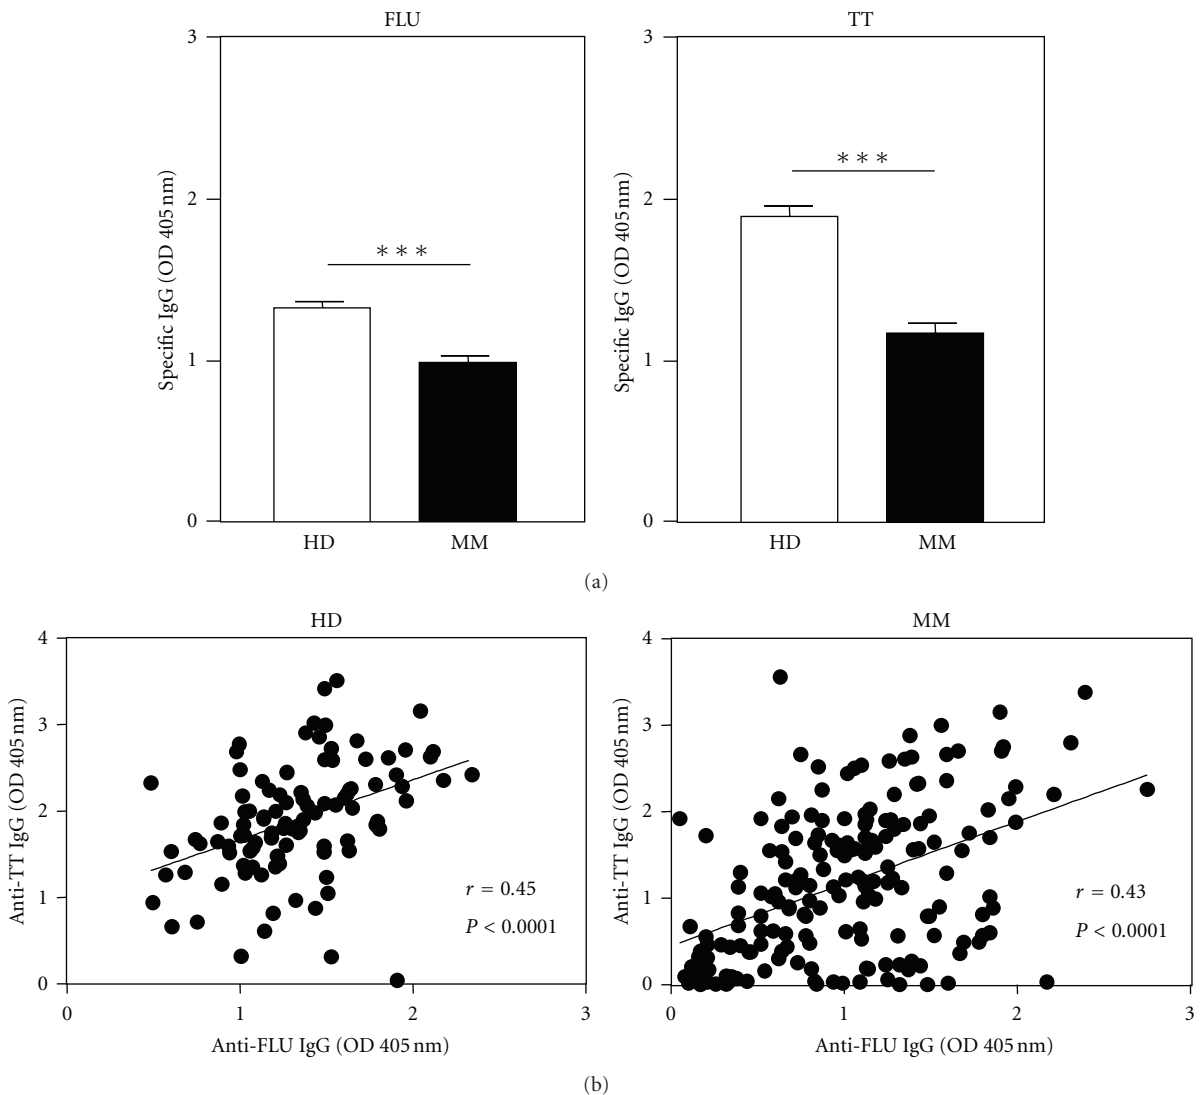 FLU
3
2
1
0
Specific IgG (OD 405 nm)
∗∗∗
HD MM
TT
3
2
1
0
Specific IgG (OD 405 nm)
∗∗∗
HD MM
(a)
HD
4
3
2
1
0
Anti-TT IgG (OD 405 nm)
r = 0.45
P < 0.0001
0 1 2 3
Anti-FLU IgG (OD 405 nm)
MM
4
3
2
1
0
Anti-TT IgG (OD 405 nm)
r = 0.43
P < 0.0001
0 1 2 3
Anti-FLU IgG (OD 405 nm)
(b)